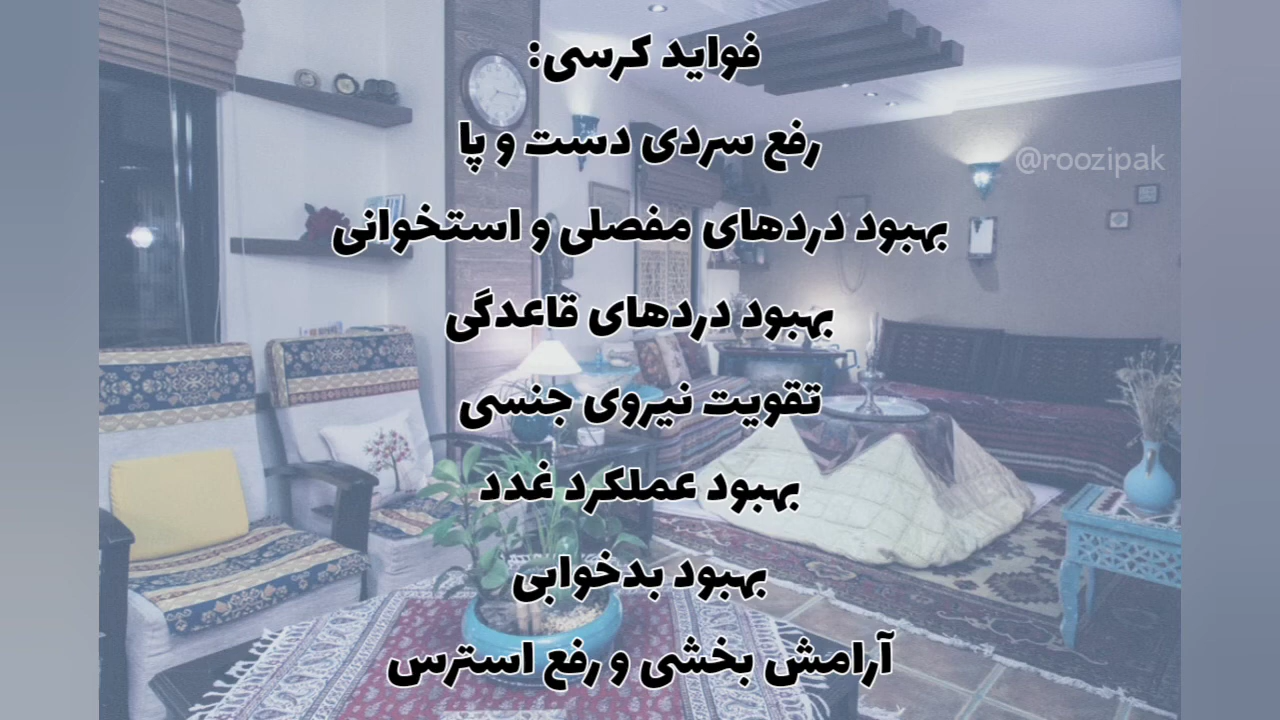 فواید کرسی:
رفع سردی دست و پا
@roozipak
بهبود دردهای مفصلی و استخوانی
بهبود دردهای قاعدگی
تقویت نیروی جنسی
بهبود عملکرد غدد
بهبود بدخوابی
آرامش بخشی و رفع استرس